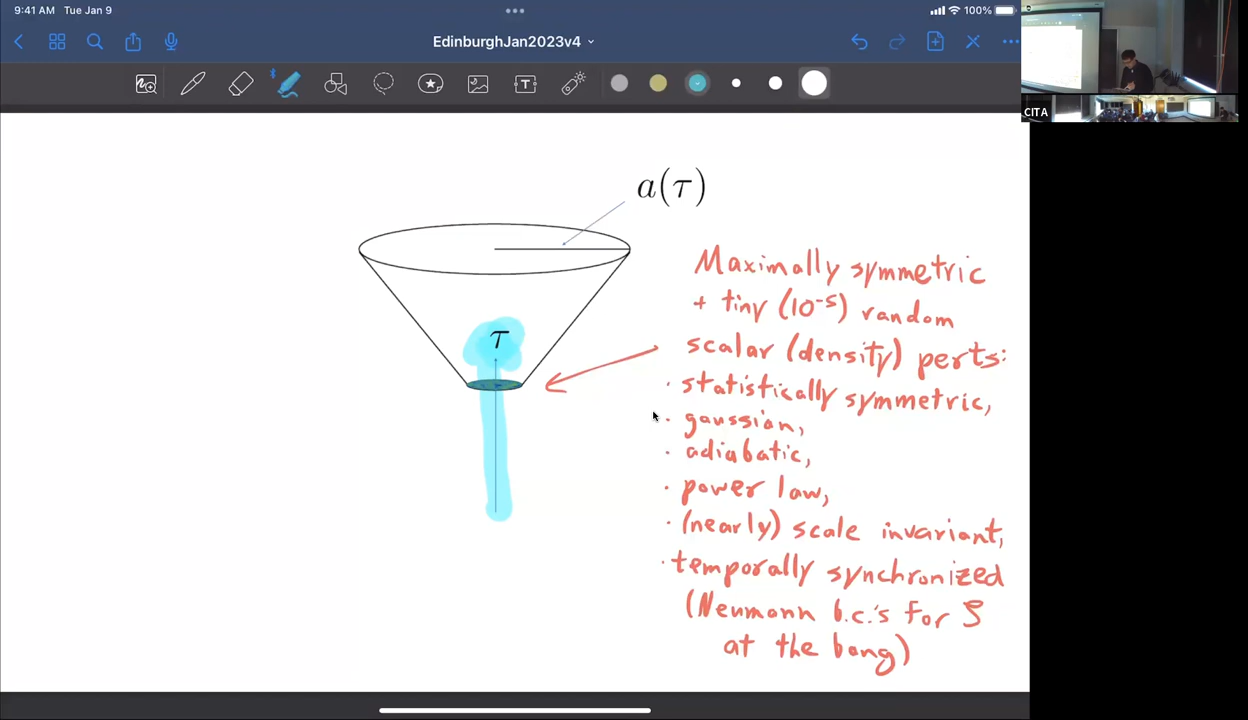 9:41 AM Tue Jan 9
100%
EdinburghJan2023v4
CITA
a(τ)
τ
Maximally symmetric
+ tiny (10⁻⁵) random
scalar (density) perts:
· statistically symmetric,
· gaussian,
· adiabatic,
· power law,
· (nearly) scale invariant,
· temporally synchronized
(Neumann b.c.'s for ζ
at the bang)